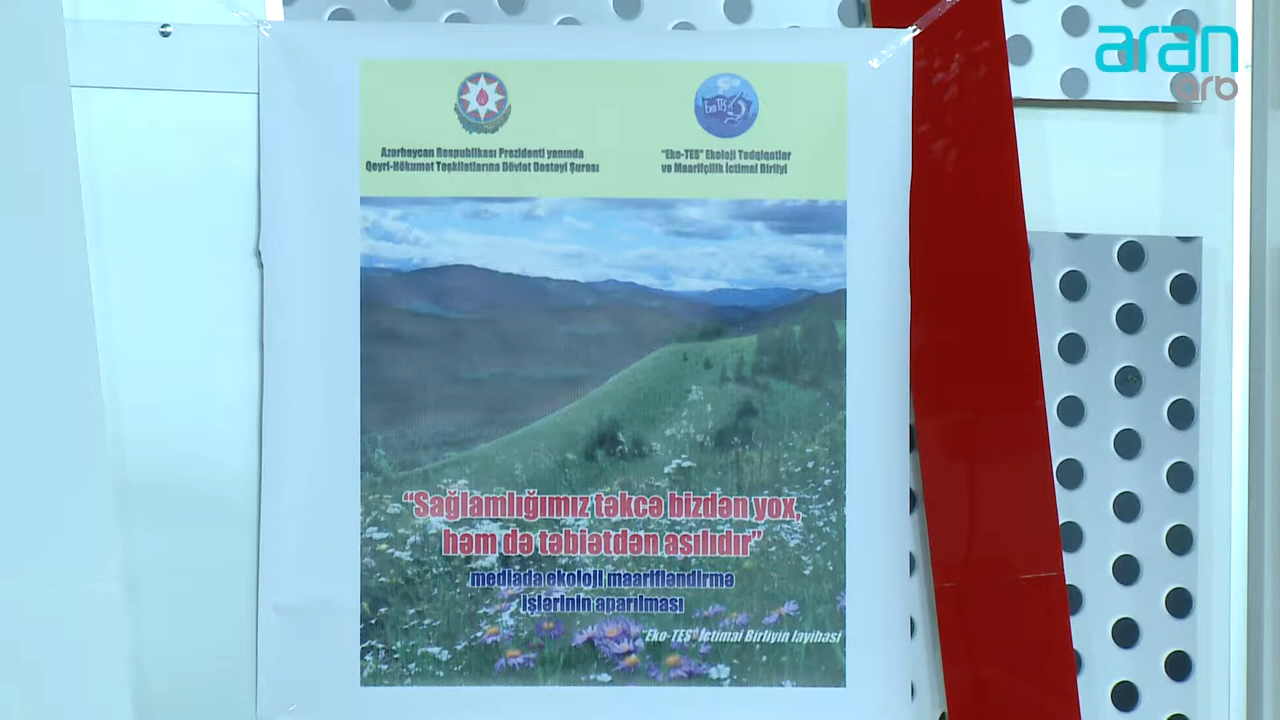 aran
arb
Eko TES
Azərbaycan Respublikası Prezidenti yanında
Qeyri-Hökumət Təşkilatlarına Dövlət Dəstəyi Şurası
"Eko-TES" Ekoloji Tədqiqatlar
və Maarifçilik İctimai Birliyi
"Sağlamlığımız təkcə bizdən yox,
həm də təbiətdən asılıdır"
mediada ekoloji maarifləndirmə
işlərinin aparılması
"Eko-TES" İctimai Birliyin layihəsi